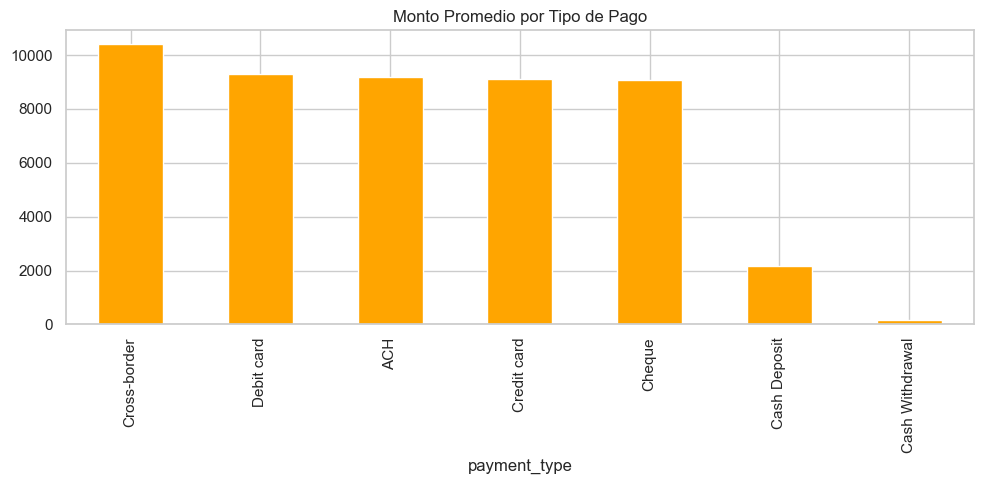 Monto Promedio por Tipo de Pago
10000
8000
6000
4000
2000
0
Cross-border
Debit card
ACH
Credit card
Cheque
Cash Deposit
Cash Withdrawal
payment_type